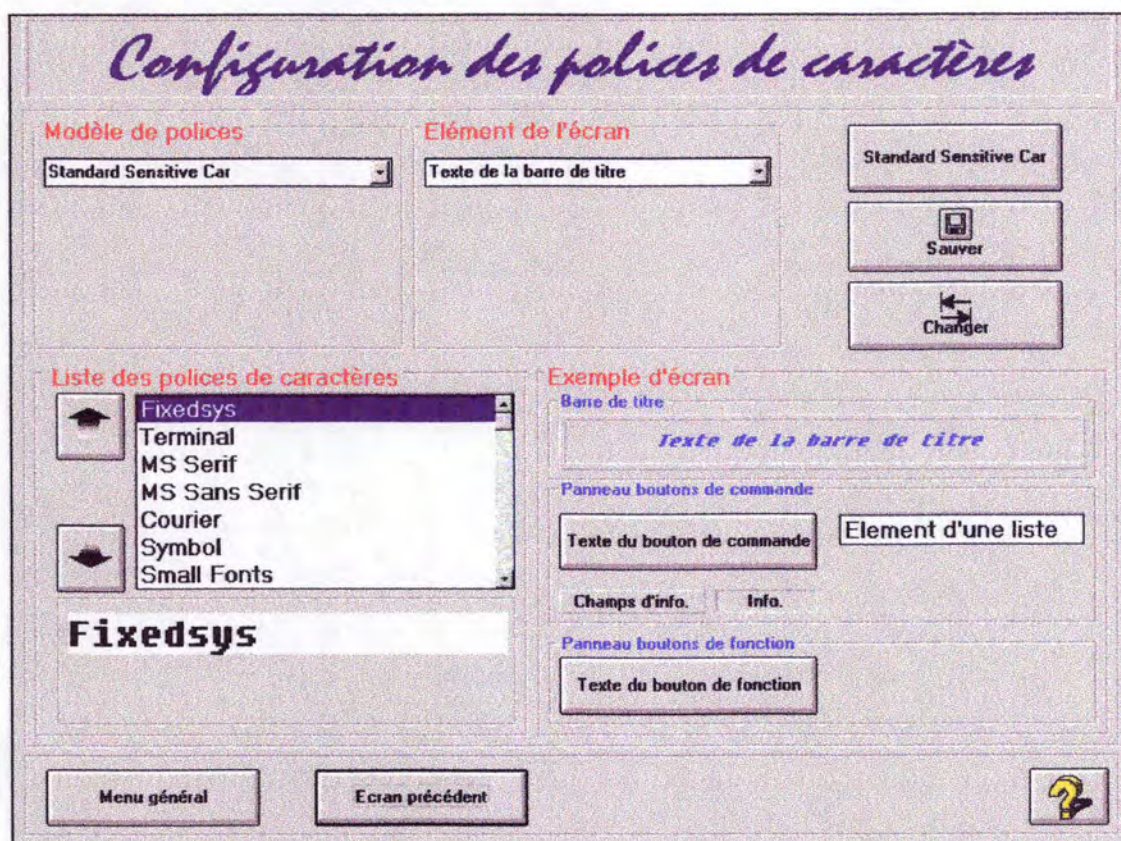 Configuration des polices de caractères
Modèle de polices
Standard Sensitive Car
Elément de l'écran
Texte de la barre de titre
Standard Sensitive Car
Sauver
Changer
Liste des polices de caractères
Fixedsys
Terminal
MS Serif
MS Sans Serif
Courier
Symbol
Small Fonts
Fixedsys
Exemple d'écran
Barre de titre
Texte de la barre de titre
Panneau boutons de commande
Texte du bouton de commande
Element d'une liste
Champs d'info.
Info.
Panneau boutons de fonction
Texte du bouton de fonction
Menu général
Ecran précédent